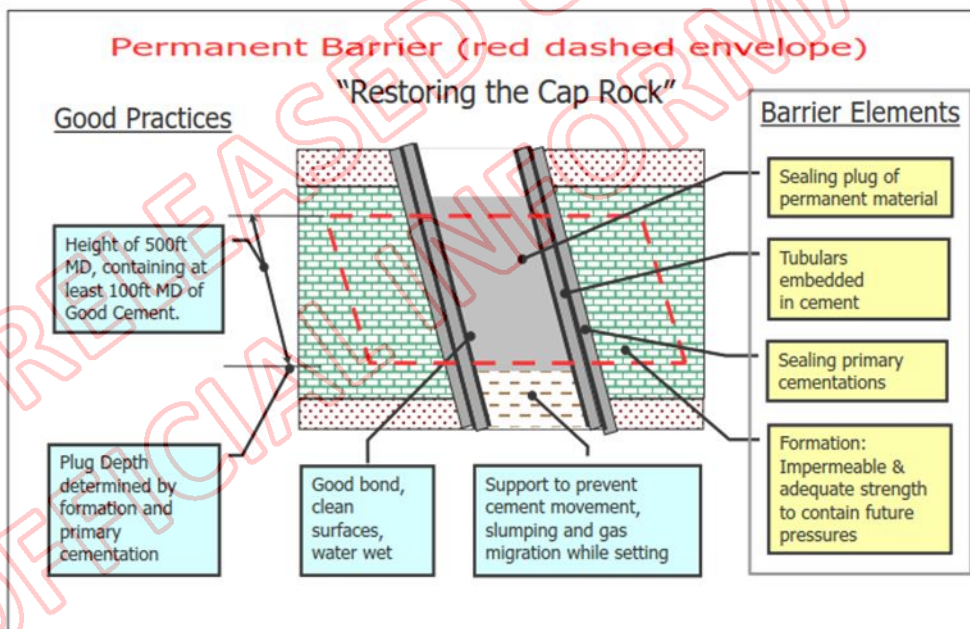 Permanent Barrier (red dashed envelope)
"Restoring the Cap Rock"
Good Practices
Height of 500ft
MD, containing at
least 100ft MD of
Good Cement.
Plug Depth
determined by
formation and
primary
cementation
Good bond,
clean
surfaces,
water wet
Support to prevent
cement movement,
slumping and gas
migration while setting
Barrier Elements
Sealing plug of
permanent material
Tubulars
embedded
in cement
Sealing primary
cementations
Formation:
Impermeable &
adequate strength
to contain future
pressures
RELEASED
OFFICIAL INFORMA